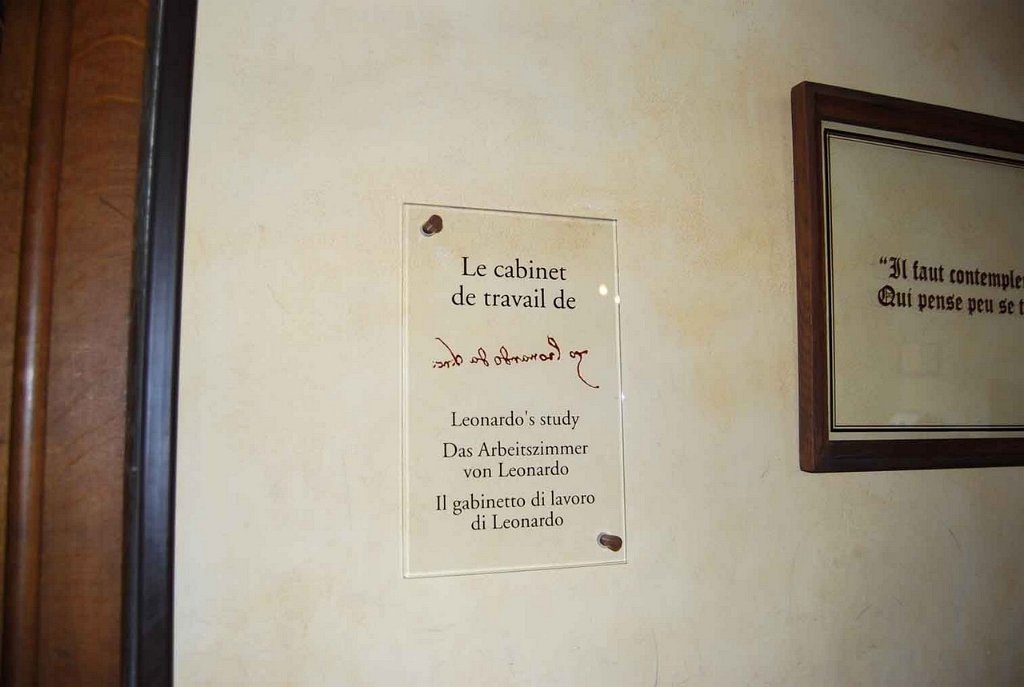 Le cabinet
de travail de
Leonardo's study
Das Arbeitszimmer
von Leonardo
Il gabinetto di lavoro
di Leonardo
“Il faut contempler
Qui pense peu se